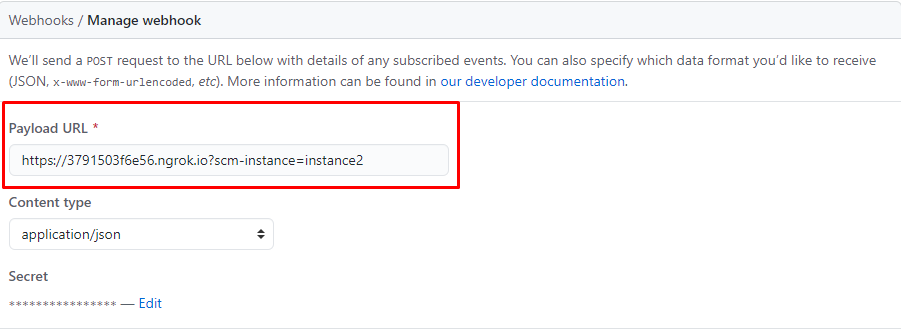 Webhooks / Manage webhook
We’ll send a POST request to the URL below with details of any subscribed events. You can also specify which data format you’d like to receive
(JSON, x-www-form-urlencoded, etc). More information can be found in our developer documentation.
Payload URL *
https://3791503f6e56.ngrok.io?scm-instance=instance2
Content type
application/json
Secret
**************** — Edit